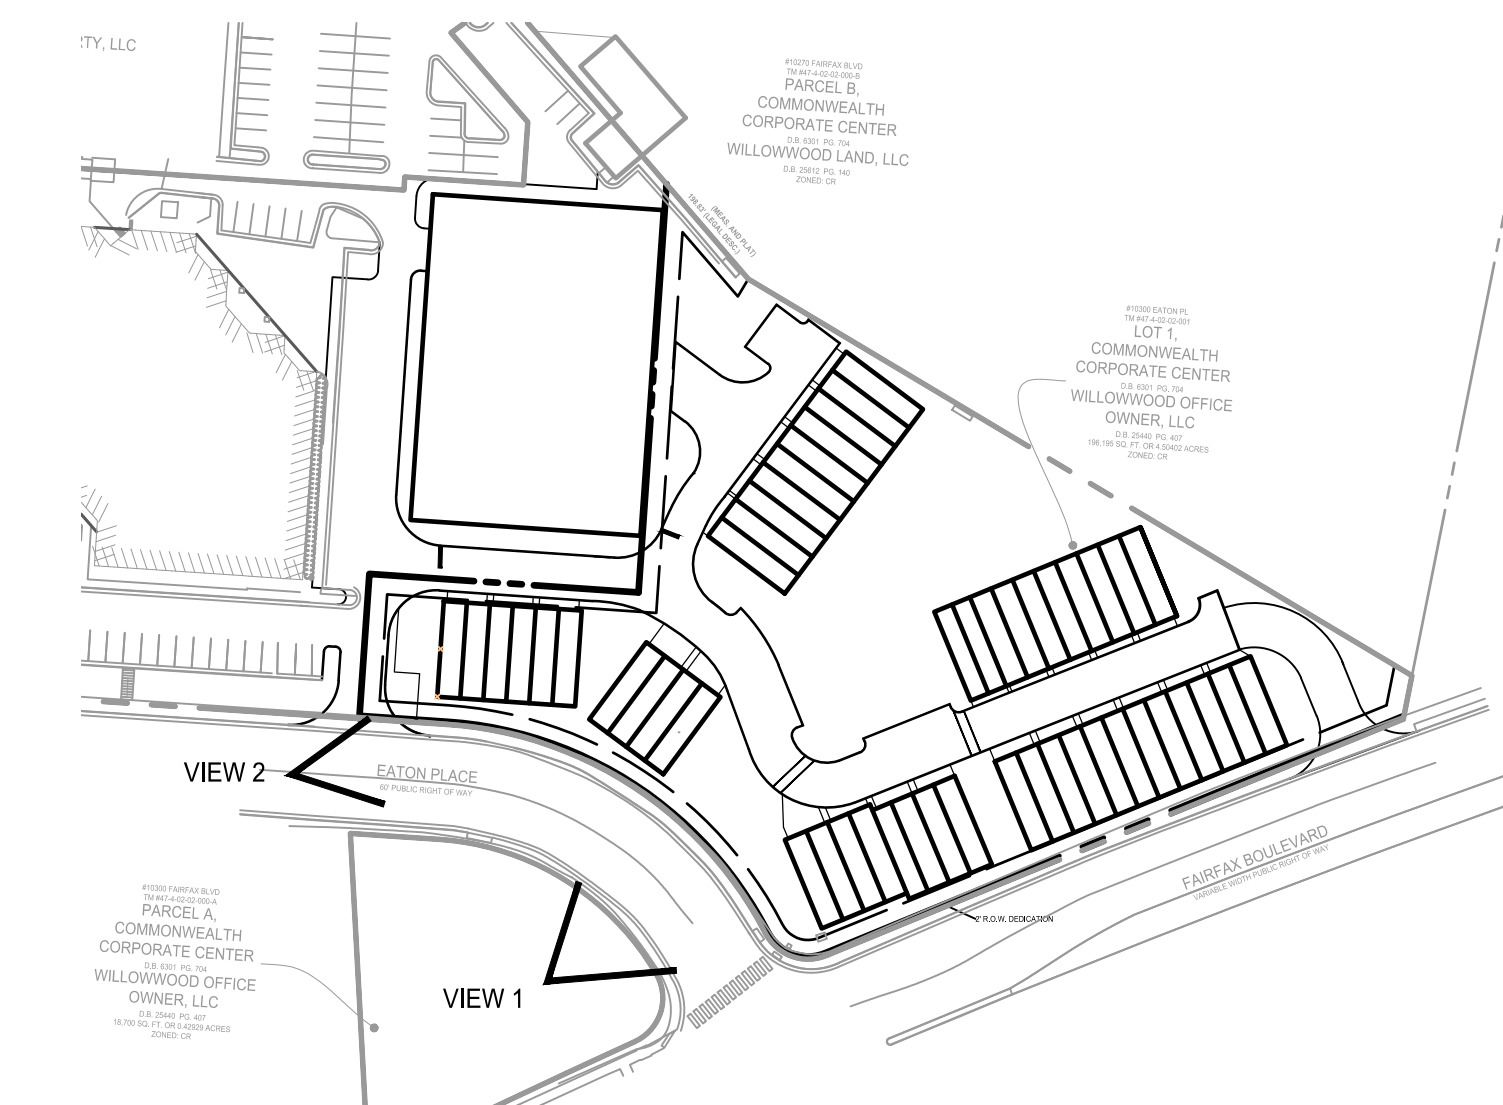 RTY, LLC
#10270 FAIRFAX BLVD
TM #47-4-02-02-000-B
PARCEL B,
COMMONWEALTH
CORPORATE CENTER
D.B. 6301 PG. 704
WILLOWWOOD LAND, LLC
D.B. 25612 PG. 140
ZONED: CR
(MEAS. AND PLAT)
198.83' (LEGAL DESC.)
#10300 EATON PL
TM #47-4-02-02-001
LOT 1,
COMMONWEALTH
CORPORATE CENTER
D.B. 6301 PG. 704
WILLOWWOOD OFFICE
OWNER, LLC
D.B. 25440 PG. 407
196,195 SQ. FT. OR 4.50402 ACRES
ZONED: CR
VIEW 2
EATON PLACE
60' PUBLIC RIGHT OF WAY
FAIRFAX BOULEVARD
VARIABLE WIDTH PUBLIC RIGHT OF WAY
2' R.O.W. DEDICATION
#10300 FAIRFAX BLVD
TM #47-4-02-02-000-A
PARCEL A,
COMMONWEALTH
CORPORATE CENTER
D.B. 6301 PG. 704
WILLOWWOOD OFFICE
OWNER, LLC
D.B. 25440 PG. 407
18,700 SQ. FT. OR 0.42929 ACRES
ZONED: CR
VIEW 1